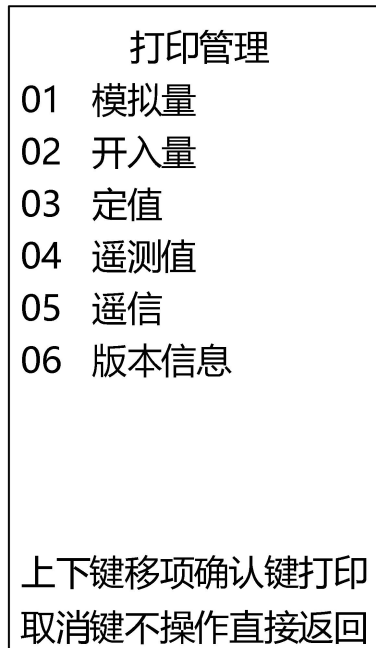 打印管理
01 模拟量
02 开入量
03 定值
04 遥测值
05 遥信
06 版本信息
上下键移项确认键打印
取消键不操作直接返回